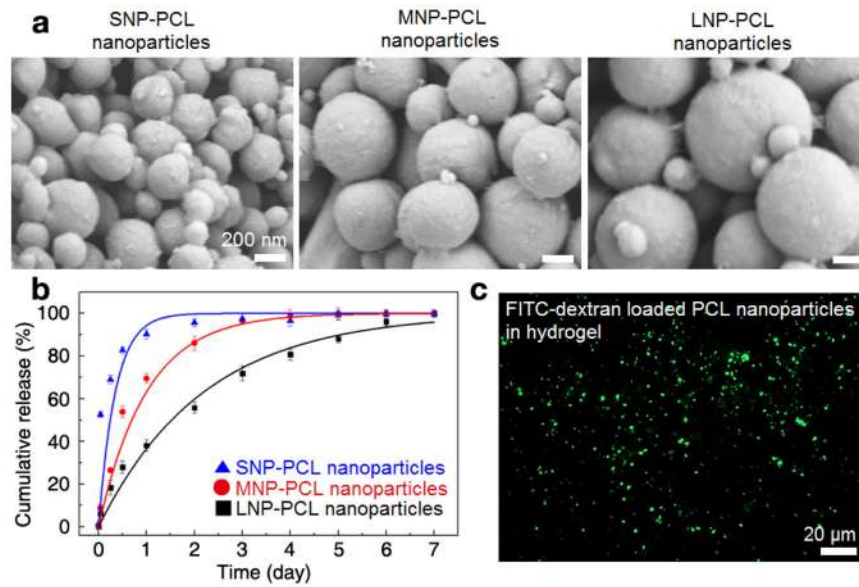 a
SNP-PCL
nanoparticles
MNP-PCL
nanoparticles
LNP-PCL
nanoparticles
200 nm
b
Cumulative release (%)
100
80
60
40
20
0
SNP-PCL nanoparticles
MNP-PCL nanoparticles
LNP-PCL nanoparticles
0 1 2 3 4 5 6 7
Time (day)
c
FITC-dextran loaded PCL nanoparticles
in hydrogel
20 µm